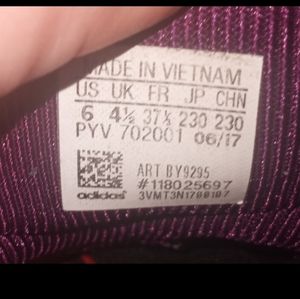 MADE IN VIETNAM
US UK FR JP CHN
6 4½ 37⅓ 230 230
PYV 702001 06/17
ART BY9295
#118025697
adidas